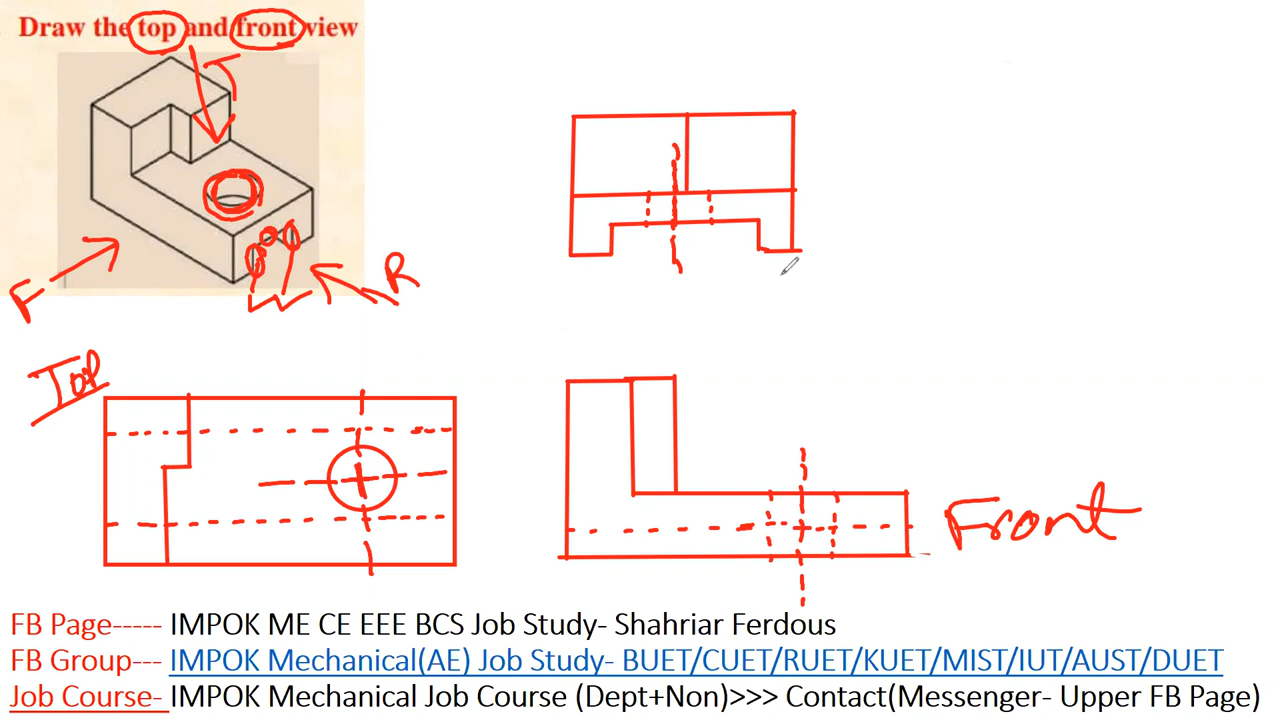 Draw the top and front view
F
R
Top
Front
FB Page----- IMPOK ME CE EEE BCS Job Study- Shahriar Ferdous
FB Group--- IMPOK Mechanical(AE) Job Study- BUET/CUET/RUET/KUET/MIST/IUT/AUST/DUET
Job Course- IMPOK Mechanical Job Course (Dept+Non)>>> Contact(Messenger- Upper FB Page)